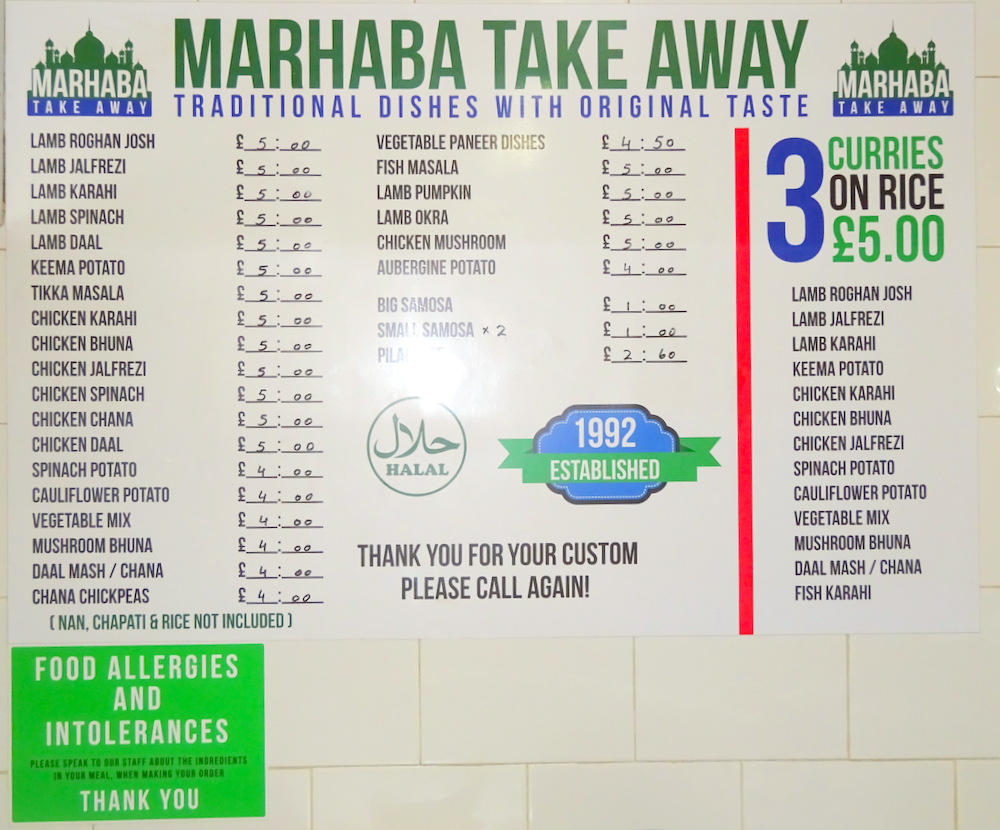 MARHABA
TAKE AWAY
MARHABA TAKE AWAY
TRADITIONAL DISHES WITH ORIGINAL TASTE
MARHABA
TAKE AWAY
LAMB ROGHAN JOSH £ 5:00
LAMB JALFREZI £ 5:00
LAMB KARAHI £ 5:00
LAMB SPINACH £ 5:00
LAMB DAAL £ 5:00
KEEMA POTATO £ 5:00
TIKKA MASALA £ 5:00
CHICKEN KARAHI £ 5:00
CHICKEN BHUNA £ 5:00
CHICKEN JALFREZI £ 5:00
CHICKEN SPINACH £ 5:00
CHICKEN CHANA £ 5:00
CHICKEN DAAL £ 5:00
SPINACH POTATO £ 4:00
CAULIFLOWER POTATO £ 4:00
VEGETABLE MIX £ 4:00
MUSHROOM BHUNA £ 4:00
DAAL MASH / CHANA £ 4:00
CHANA CHICKPEAS £ 4:00
( NAN, CHAPATI & RICE NOT INCLUDED )
VEGETABLE PANEER DISHES £ 4:50
FISH MASALA £ 5:00
LAMB PUMPKIN £ 5:00
LAMB OKRA £ 5:00
CHICKEN MUSHROOM £ 5:00
AUBERGINE POTATO £ 4:00
BIG SAMOSA £ 1:00
SMALL SAMOSA × 2 £ 1:00
£ 2:60
حلال
HALAL
1992
ESTABLISHED
THANK YOU FOR YOUR CUSTOM
PLEASE CALL AGAIN!
3 CURRIES
ON RICE
£5.00
LAMB ROGHAN JOSH
LAMB JALFREZI
LAMB KARAHI
KEEMA POTATO
CHICKEN KARAHI
CHICKEN BHUNA
CHICKEN JALFREZI
SPINACH POTATO
CAULIFLOWER POTATO
VEGETABLE MIX
MUSHROOM BHUNA
DAAL MASH / CHANA
FISH KARAHI
FOOD ALLERGIES
AND
INTOLERANCES
PLEASE SPEAK TO OUR STAFF ABOUT THE INGREDIENTS
IN YOUR MEAL, WHEN MAKING YOUR ORDER
THANK YOU